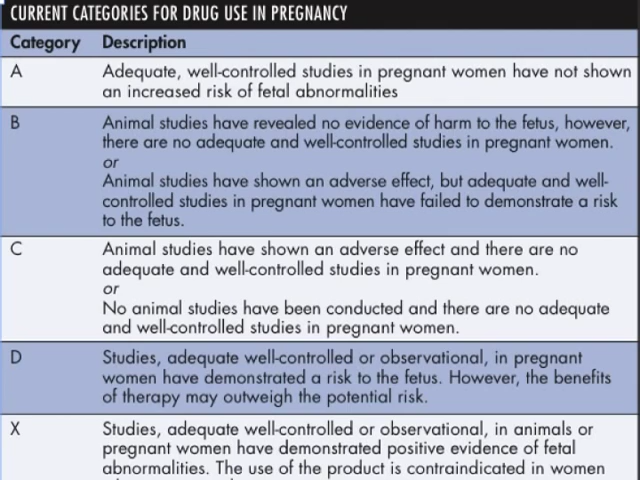 CURRENT CATEGORIES FOR DRUG USE IN PREGNANCY
Category Description
A Adequate, well-controlled studies in pregnant women have not shown
an increased risk of fetal abnormalities
B Animal studies have revealed no evidence of harm to the fetus, however,
there are no adequate and well-controlled studies in pregnant women.
or
Animal studies have shown an adverse effect, but adequate and well-
controlled studies in pregnant women have failed to demonstrate a risk
to the fetus.
C Animal studies have shown an adverse effect and there are no
adequate and well-controlled studies in pregnant women.
or
No animal studies have been conducted and there are no adequate
and well-controlled studies in pregnant women.
D Studies, adequate well-controlled or observational, in pregnant
women have demonstrated a risk to the fetus. However, the benefits
of therapy may outweigh the potential risk.
X Studies, adequate well-controlled or observational, in animals or
pregnant women have demonstrated positive evidence of fetal
abnormalities. The use of the product is contraindicated in women